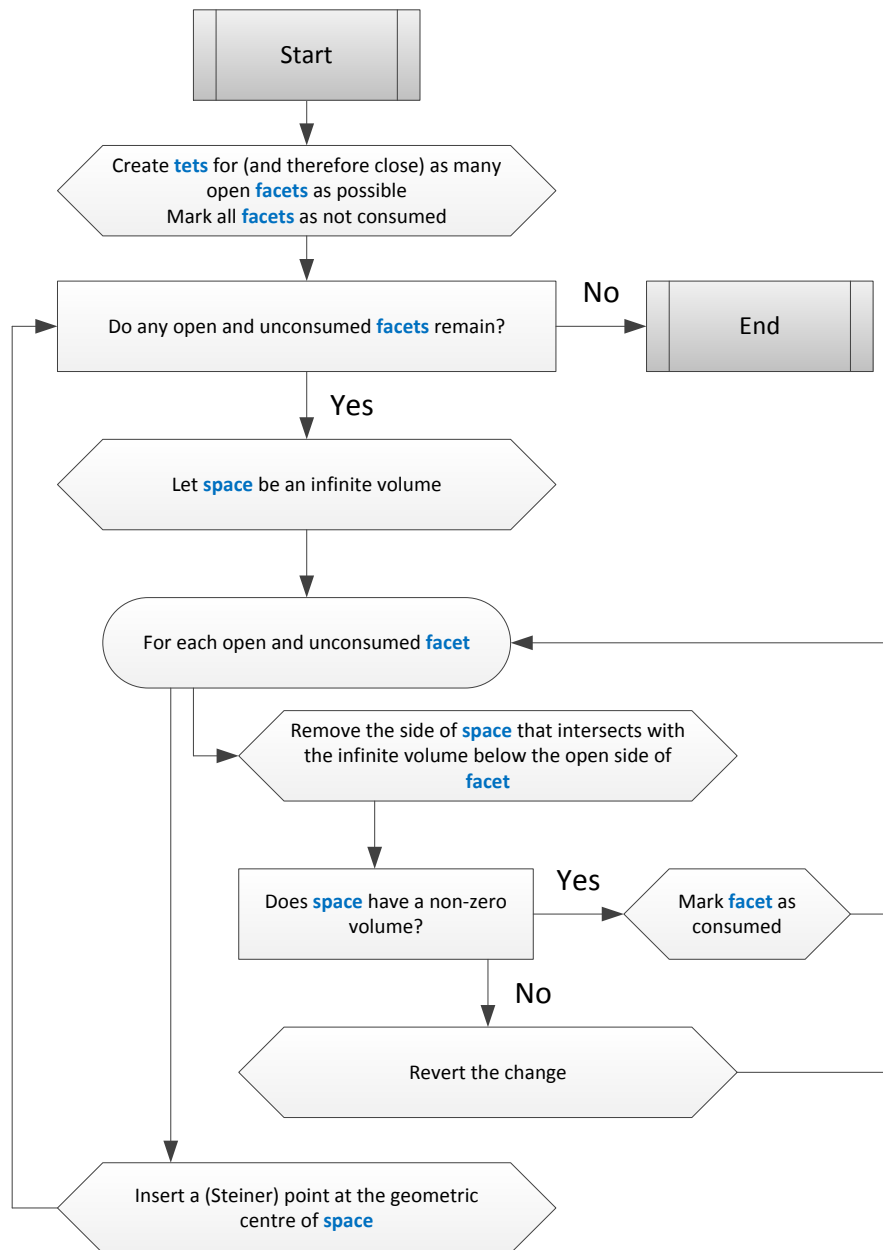 Start
Create tets for (and therefore close) as many
open facets as possible
Mark all facets as not consumed
Do any open and unconsumed facets remain?
No
End
Yes
Let space be an infinite volume
For each open and unconsumed facet
Remove the side of space that intersects with
the infinite volume below the open side of
facet
Does space have a non-zero
volume?
Yes
Mark facet as
consumed
No
Revert the change
Insert a (Steiner) point at the geometric
centre of space